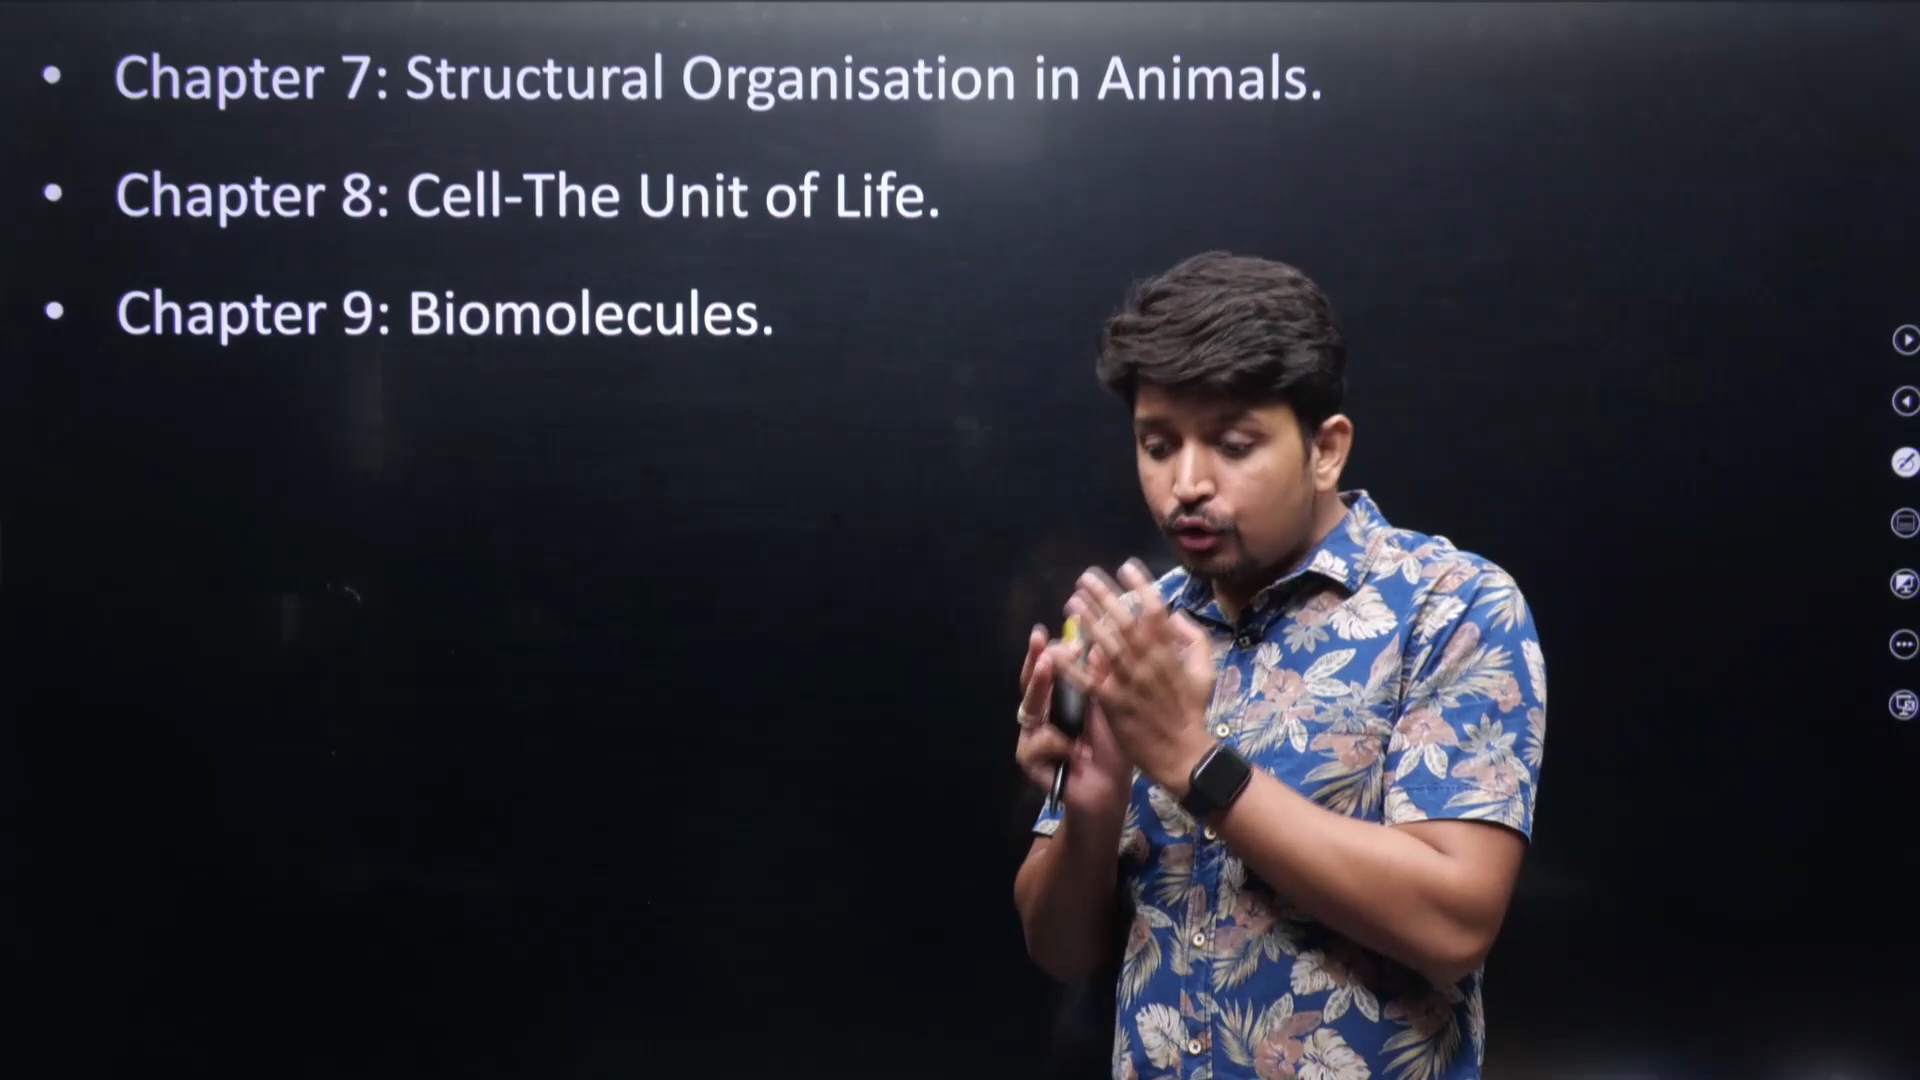 • Chapter 7: Structural Organisation in Animals.
• Chapter 8: Cell-The Unit of Life.
• Chapter 9: Biomolecules.